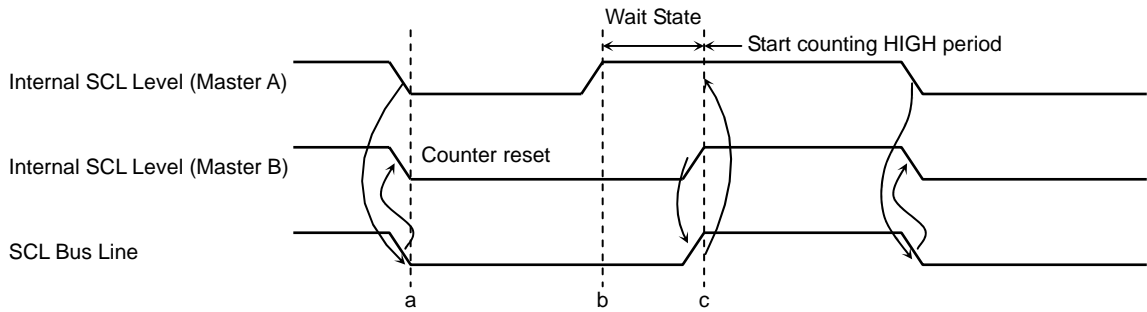 Wait State
Start counting HIGH period
Internal SCL Level (Master A)
Internal SCL Level (Master B)
Counter reset
SCL Bus Line
a
b
c